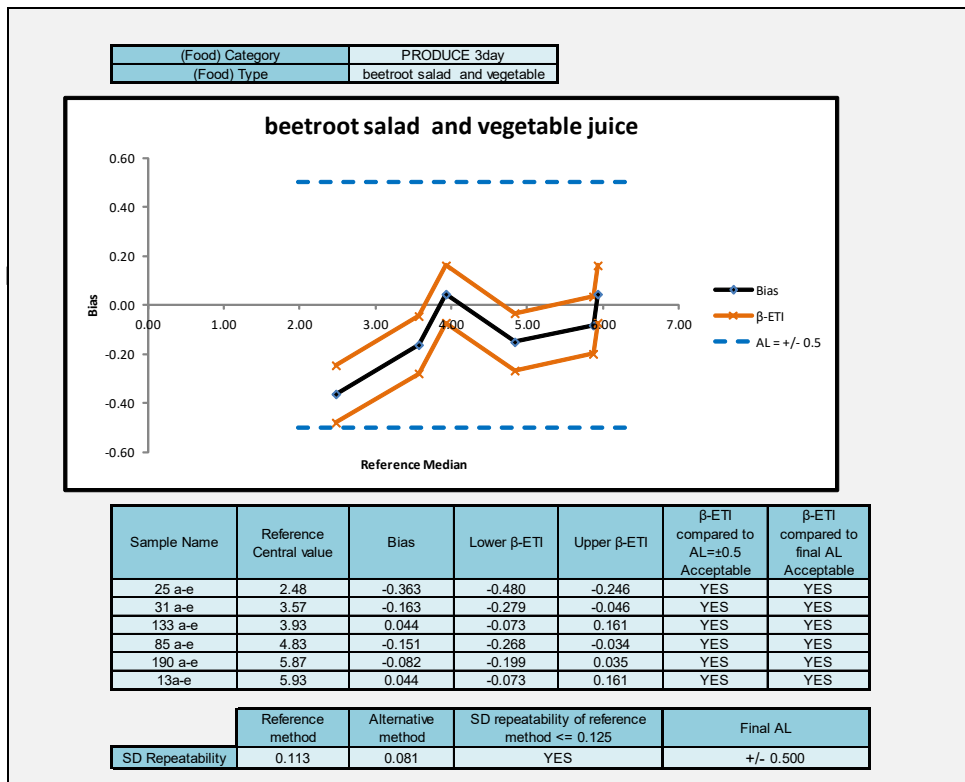 (Food) Category PRODUCE 3day
(Food) Type beetroot salad and vegetable
beetroot salad and vegetable juice
0.60
0.40
0.20
0.00
-0.20
-0.40
-0.60
0.00 1.00 2.00 3.00 4.00 5.00 6.00 7.00
Bias
Reference Median
Bias
β-ETI
AL = +/- 0.5
Sample Name Reference Central value Bias Lower β-ETI Upper β-ETI β-ETI compared to AL=±0.5 Acceptable β-ETI compared to final AL Acceptable
25 a-e 2.48 -0.363 -0.480 -0.246 YES YES
31 a-e 3.57 -0.163 -0.279 -0.046 YES YES
133 a-e 3.93 0.044 -0.073 0.161 YES YES
85 a-e 4.83 -0.151 -0.268 -0.034 YES YES
190 a-e 5.87 -0.082 -0.199 0.035 YES YES
13a-e 5.93 0.044 -0.073 0.161 YES YES
Reference method Alternative method SD repeatability of reference method <= 0.125 Final AL
SD Repeatability 0.113 0.081 YES +/- 0.500